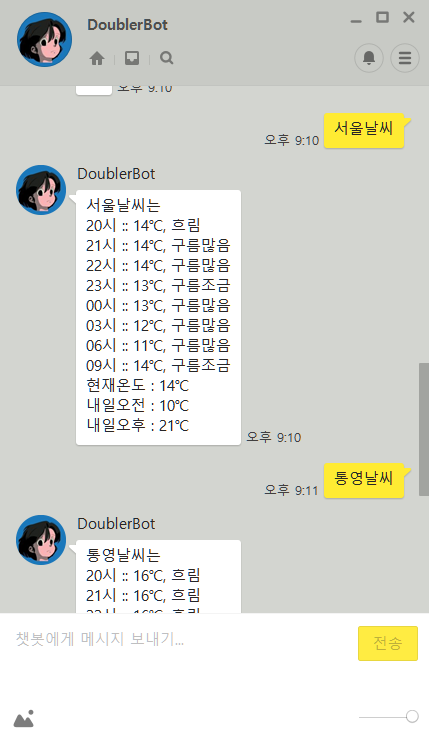 DoublerBot
오후 9:10
서울날씨
오후 9:10
DoublerBot
서울날씨는
20시 :: 14℃, 흐림
21시 :: 14℃, 구름많음
22시 :: 14℃, 구름많음
23시 :: 13℃, 구름조금
00시 :: 13℃, 구름많음
03시 :: 12℃, 구름많음
06시 :: 11℃, 구름많음
09시 :: 14℃, 구름조금
현재온도 : 14℃
내일오전 : 10℃
내일오후 : 21℃
오후 9:10
통영날씨
오후 9:11
DoublerBot
통영날씨는
20시 :: 16℃, 흐림
21시 :: 16℃, 흐림
22시 :: 16℃, 흐림
챗봇에게 메시지 보내기...
전송